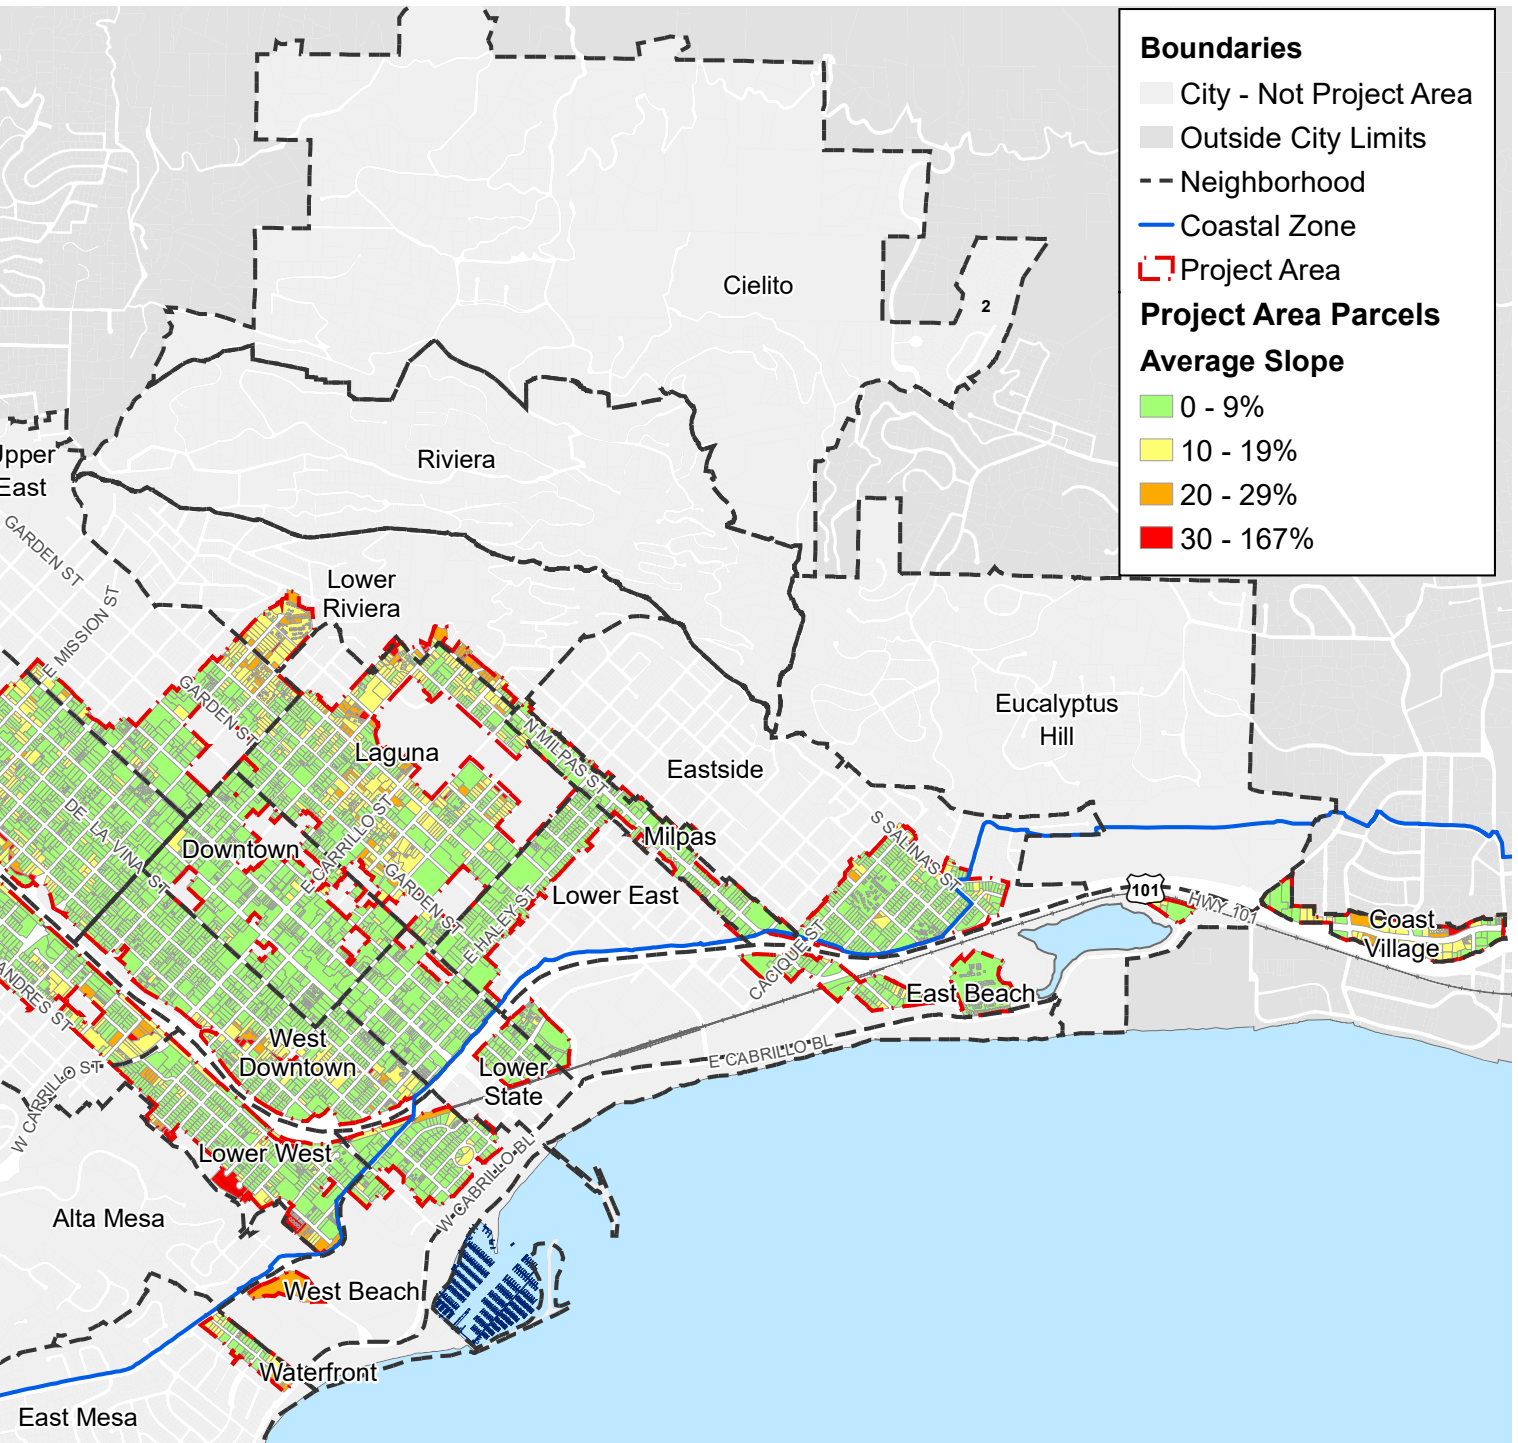 Boundaries
City - Not Project Area
Outside City Limits
Neighborhood
Coastal Zone
Project Area
Project Area Parcels
Average Slope
0 - 9%
10 - 19%
20 - 29%
30 - 167%
Cielito
2
Riviera
Upper
East
GARDEN ST
E MISSION ST
Lower
Riviera
GARDEN ST
Laguna
N MILPAS ST
Eastside
Eucalyptus
Hill
DE LA VINA ST
Downtown
E CARRILLO ST
GARDEN ST
Milpas
S SALINAS ST
Lower East
E HALEY ST
101
HWY 101
Coast
Village
CACIQUE ST
East Beach
ANDRES ST
West
Downtown
E CABRILLO BL
Lower
State
W CARRILLO ST
Lower West
W CABRILLO BL
Alta Mesa
West Beach
Waterfront
East Mesa